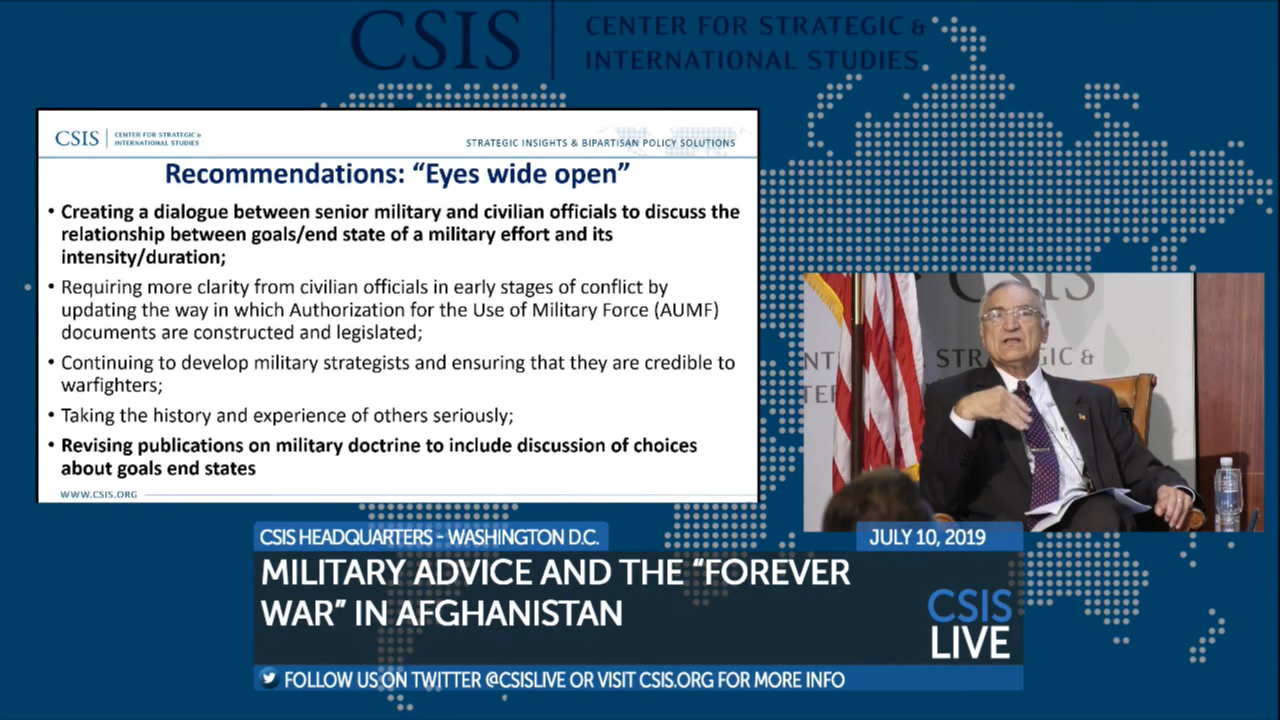 CSIS
CENTER FOR STRATEGIC &
INTERNATIONAL STUDIES
CSIS
CENTER FOR STRATEGIC &
INTERNATIONAL STUDIES
STRATEGIC INSIGHTS & BIPARTISAN POLICY SOLUTIONS
Recommendations: “Eyes wide open”
• Creating a dialogue between senior military and civilian officials to discuss the
relationship between goals/end state of a military effort and its
intensity/duration;
• Requiring more clarity from civilian officials in early stages of conflict by
updating the way in which Authorization for the Use of Military Force (AUMF)
documents are constructed and legislated;
• Continuing to develop military strategists and ensuring that they are credible to
warfighters;
• Taking the history and experience of others seriously;
• Revising publications on military doctrine to include discussion of choices
about goals end states
WWW.CSIS.ORG
CSIS
STRATEGIC &
CSIS HEADQUARTERS - WASHINGTON D.C.
JULY 10, 2019
MILITARY ADVICE AND THE “FOREVER
WAR” IN AFGHANISTAN
CSIS
LIVE
FOLLOW US ON TWITTER @CSISLIVE OR VISIT CSIS.ORG FOR MORE INFO